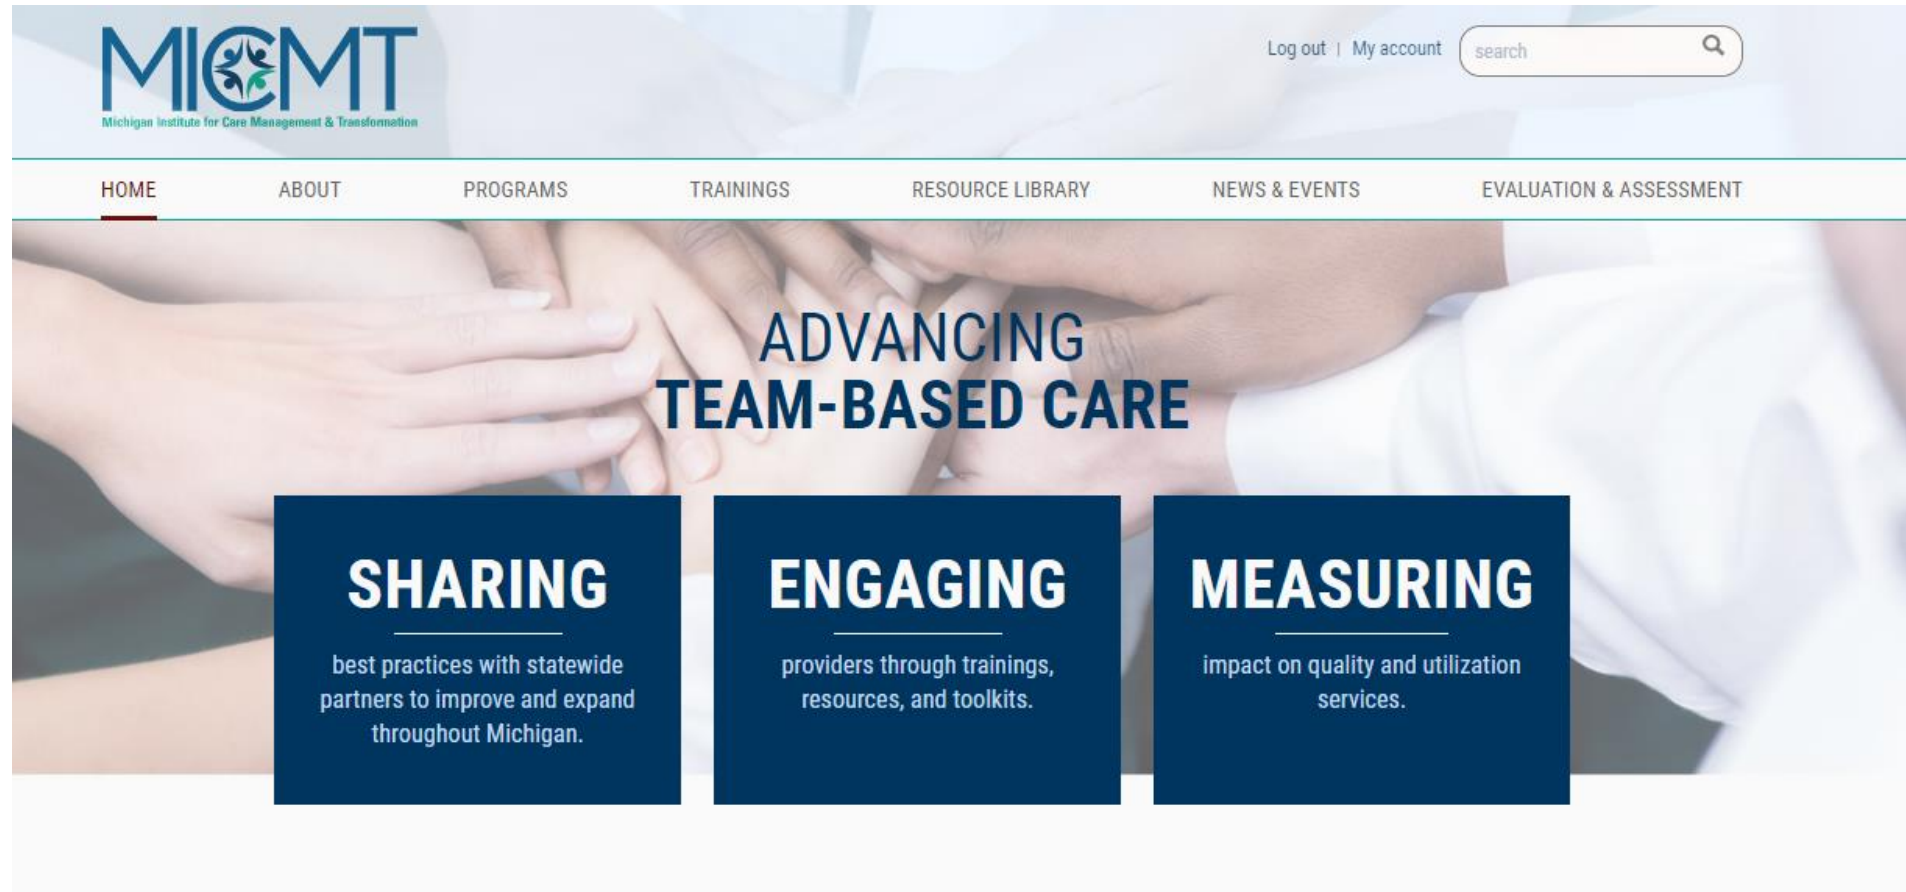 MICMT
Michigan Institute for Care Management & Transformation
Log out | My account
search
HOME
ABOUT
PROGRAMS
TRAININGS
RESOURCE LIBRARY
NEWS & EVENTS
EVALUATION & ASSESSMENT
ADVANCING
TEAM-BASED CARE
SHARING
best practices with statewide
partners to improve and expand
throughout Michigan.
ENGAGING
providers through trainings,
resources, and toolkits.
MEASURING
impact on quality and utilization
services.